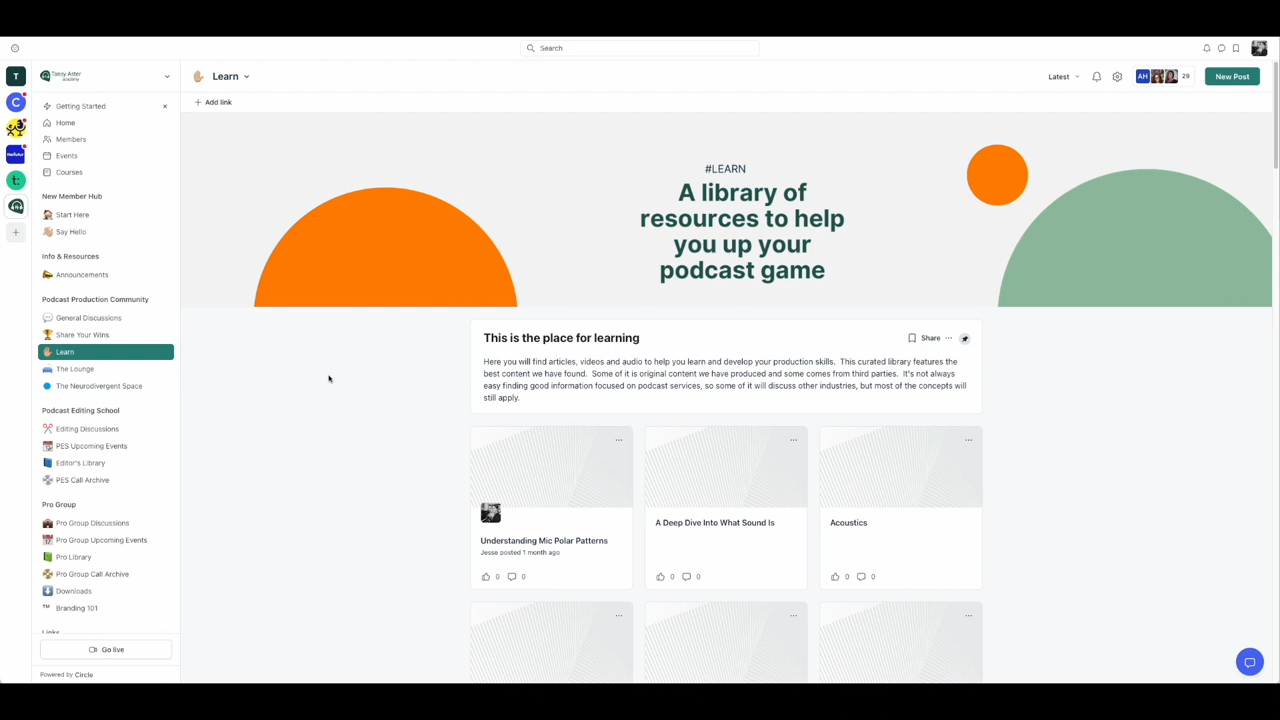 Search
T
Tansy Aster
academy
Learn
Latest
AH
29
New Post
C
Getting Started
Add link
Home
Members
Events
Courses
New Member Hub
Start Here
Say Hello
Info & Resources
Announcements
Podcast Production Community
General Discussions
Share Your Wins
Learn
The Lounge
The Neurodivergent Space
Podcast Editing School
Editing Discussions
PES Upcoming Events
Editor's Library
PES Call Archive
Pro Group
Pro Group Discussions
Pro Group Upcoming Events
Pro Library
Pro Group Call Archive
Downloads
TM Branding 101
Links
Go live
Powered by Circle
#LEARN
A library of
resources to help
you up your
podcast game
This is the place for learning
Share
Here you will find articles, videos and audio to help you learn and develop your production skills. This curated library features the
best content we have found. Some of it is original content we have produced and some comes from third parties. It's not always
easy finding good information focused on podcast services, so some of it will discuss other industries, but most of the concepts will
still apply.
Understanding Mic Polar Patterns
Jesse posted 1 month ago
0 0
A Deep Dive Into What Sound Is
0 0
Acoustics
0 0